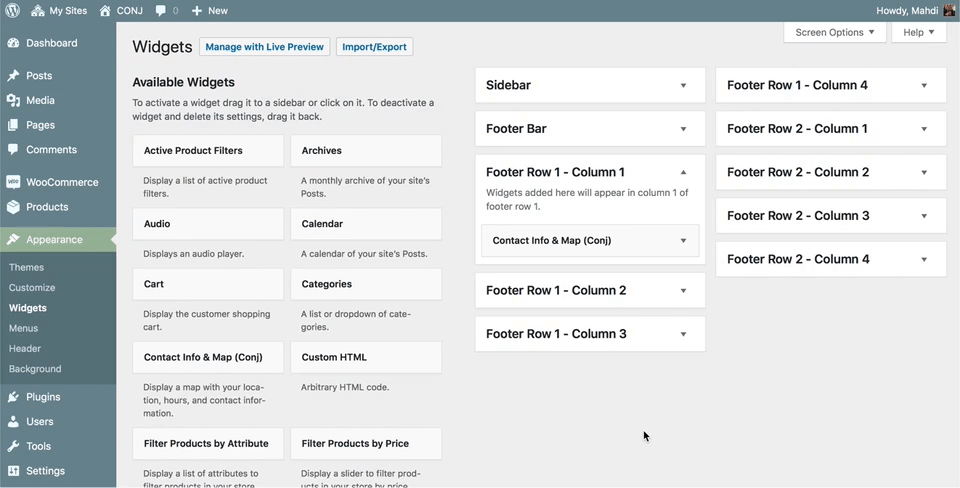 My Sites
CONJ
0
New
Howdy, Mahdi
Dashboard
Posts
Media
Pages
Comments
WooCommerce
Products
Appearance
Themes
Customize
Widgets
Menus
Header
Background
Plugins
Users
Tools
Settings
Screen Options
Help
Widgets
Manage with Live Preview
Import/Export
Available Widgets
To activate a widget drag it to a sidebar or click on it. To deactivate a
widget and delete its settings, drag it back.
Active Product Filters
Display a list of active product
filters.
Archives
A monthly archive of your site’s
Posts.
Audio
Displays an audio player.
Calendar
A calendar of your site’s Posts.
Cart
Display the customer shopping
cart.
Categories
A list or dropdown of cate-
gories.
Contact Info & Map (Conj)
Display a map with your loca-
tion, hours, and contact infor-
mation.
Custom HTML
Arbitrary HTML code.
Filter Products by Attribute
Display a list of attributes to
filter products in your store.
Filter Products by Price
Display a slider to filter prod-
ucts in your store by price.
Sidebar
Footer Bar
Footer Row 1 - Column 1
Widgets added here will appear in column 1 of
footer row 1.
Contact Info & Map (Conj)
Footer Row 1 - Column 2
Footer Row 1 - Column 3
Footer Row 1 - Column 4
Footer Row 2 - Column 1
Footer Row 2 - Column 2
Footer Row 2 - Column 3
Footer Row 2 - Column 4